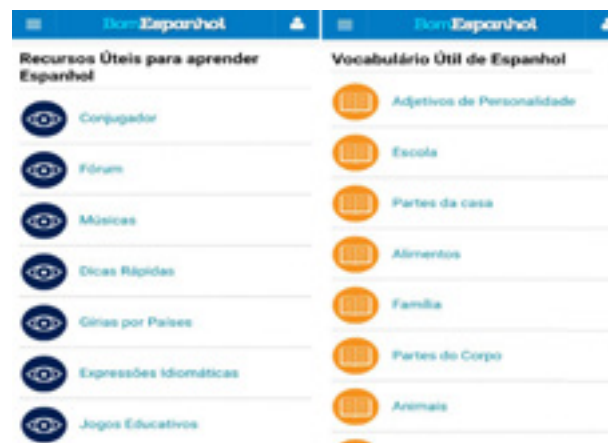 BomEspanhol
Recursos Úteis para aprender
Espanhol
Conjugador
Fórum
Músicas
Dicas Rápidas
Gírias por Países
Expressões Idiomáticas
Jogos Educativos
BomEspanhol
Vocabulário Útil de Espanhol
Adjetivos de Personalidade
Escola
Partes da casa
Alimentos
Família
Partes do Corpo
Animais